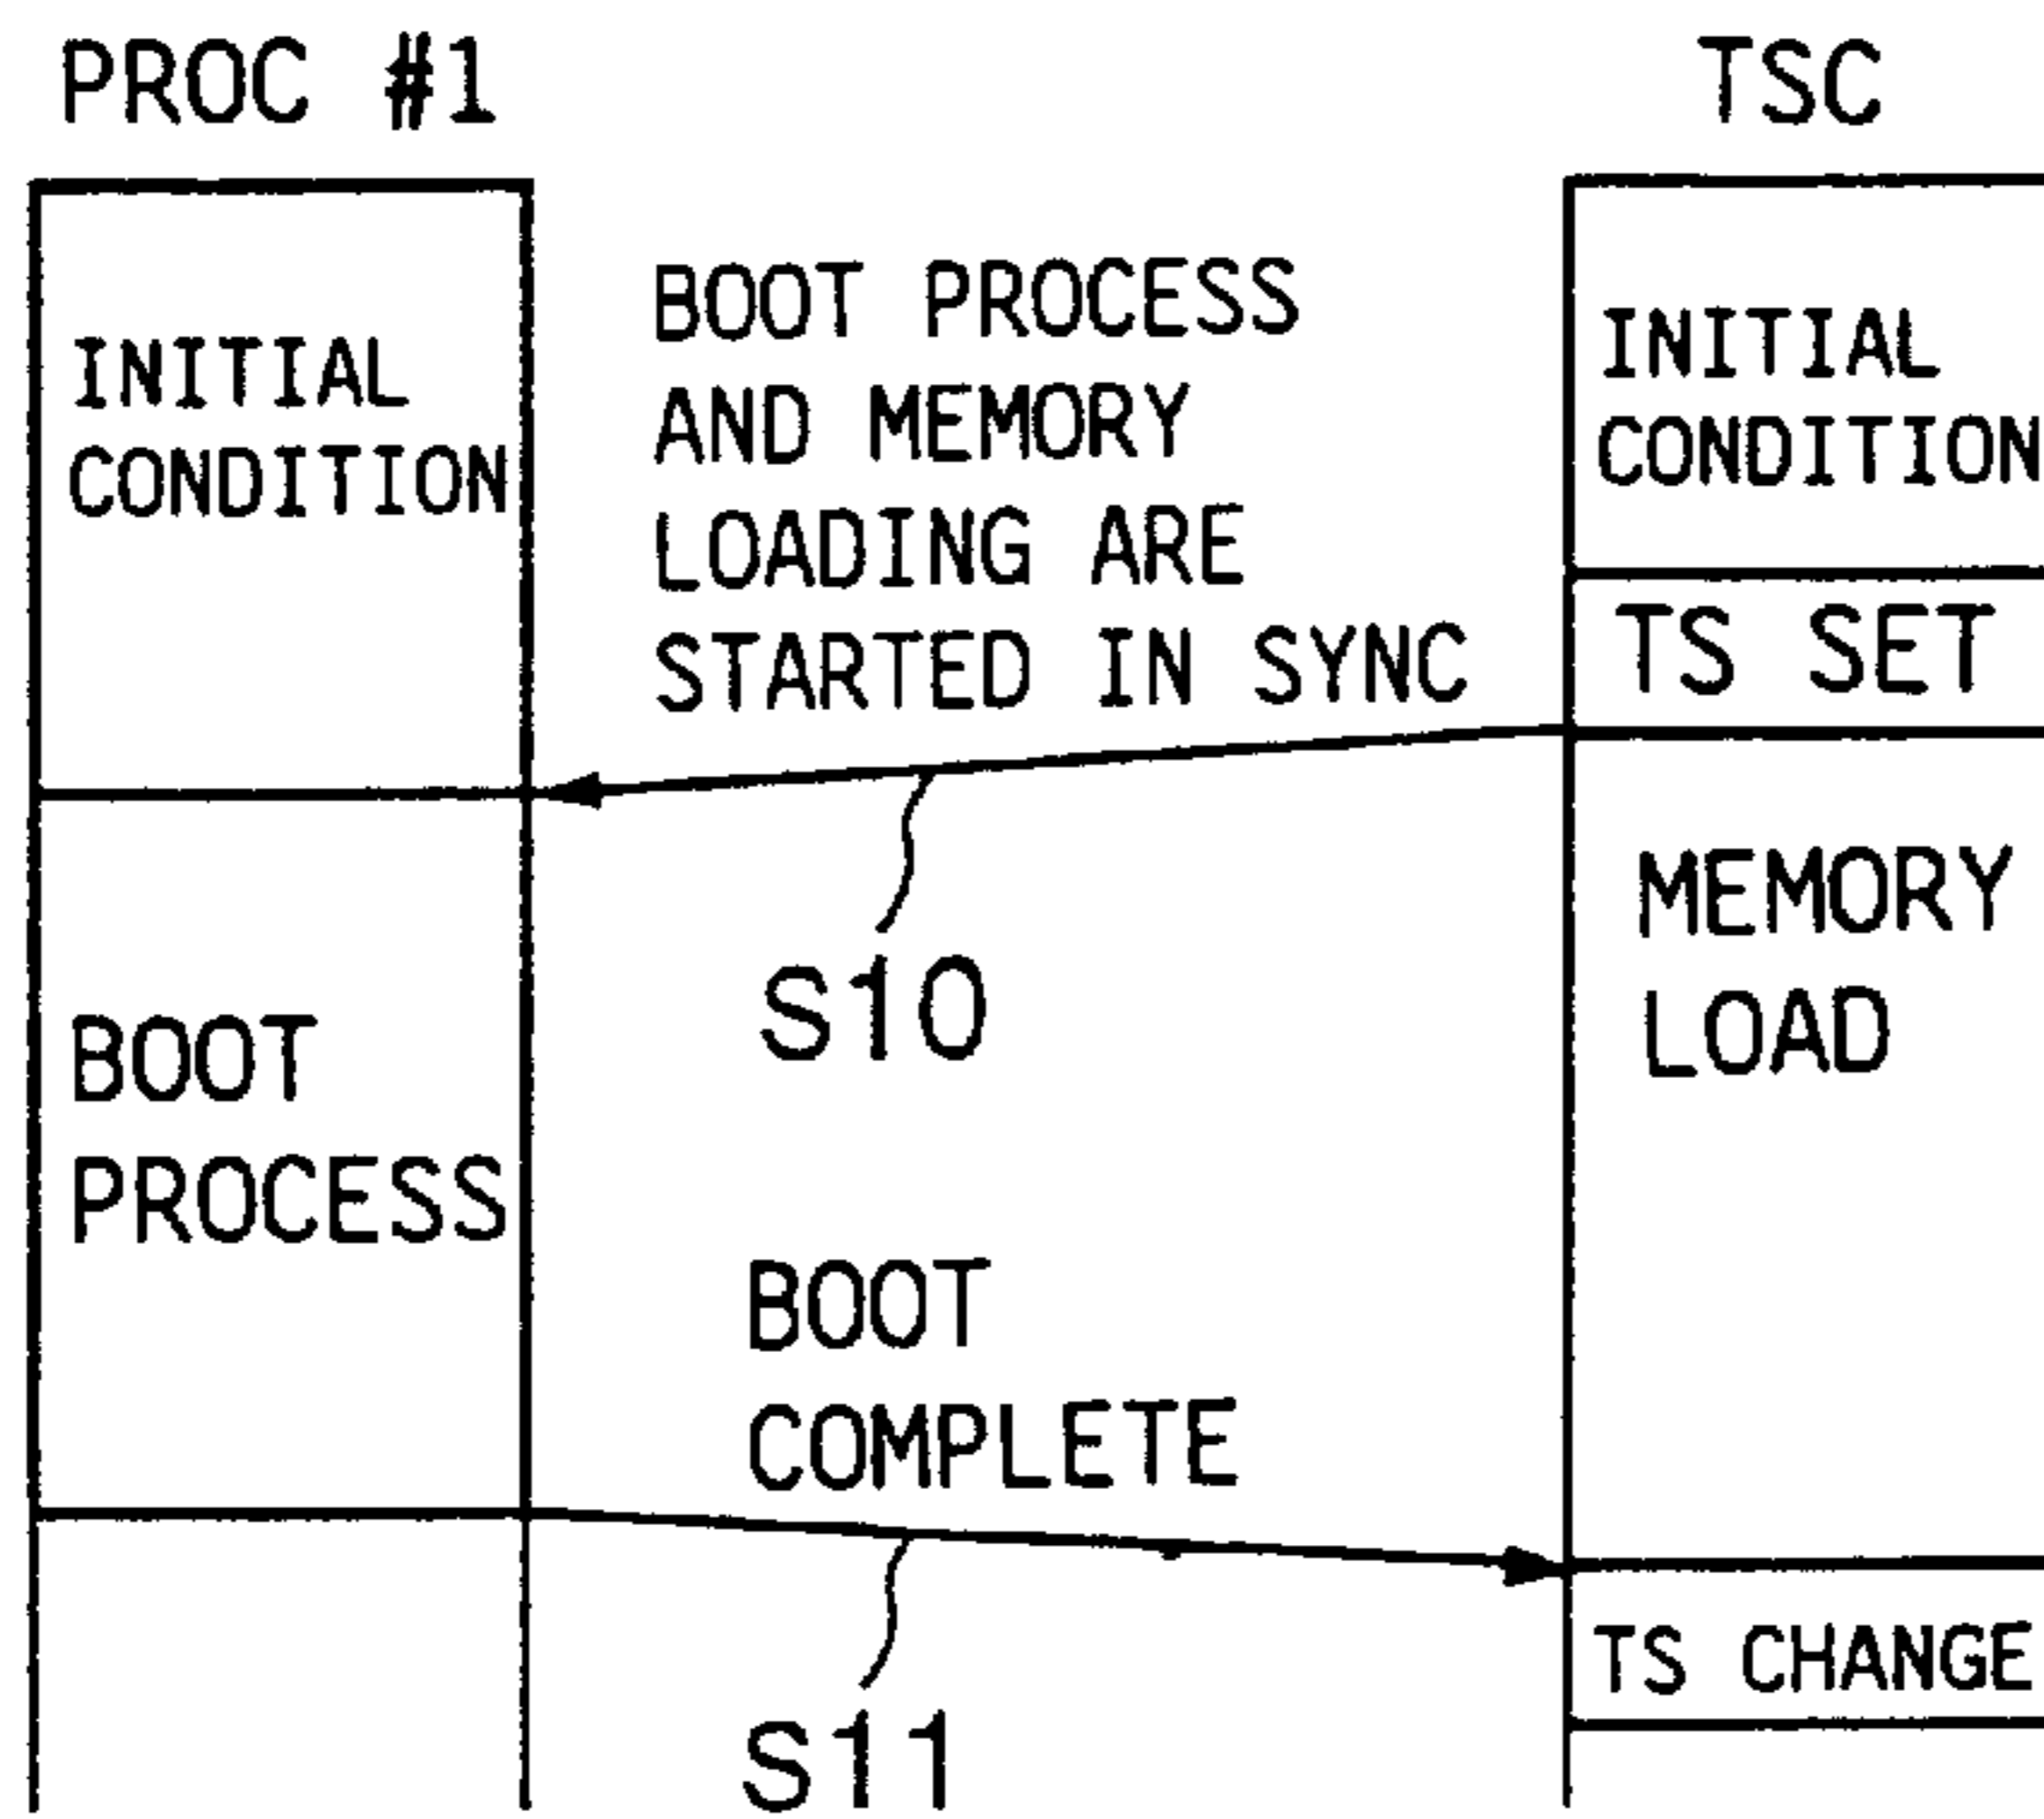 PROC #1
TSC
INITIAL
CONDITION
BOOT PROCESS
AND MEMORY
LOADING ARE
STARTED IN SYNC
INITIAL
CONDITION
TS SET
S10
MEMORY
LOAD
BOOT
PROCESS
BOOT
COMPLETE
S11
TS CHANGE